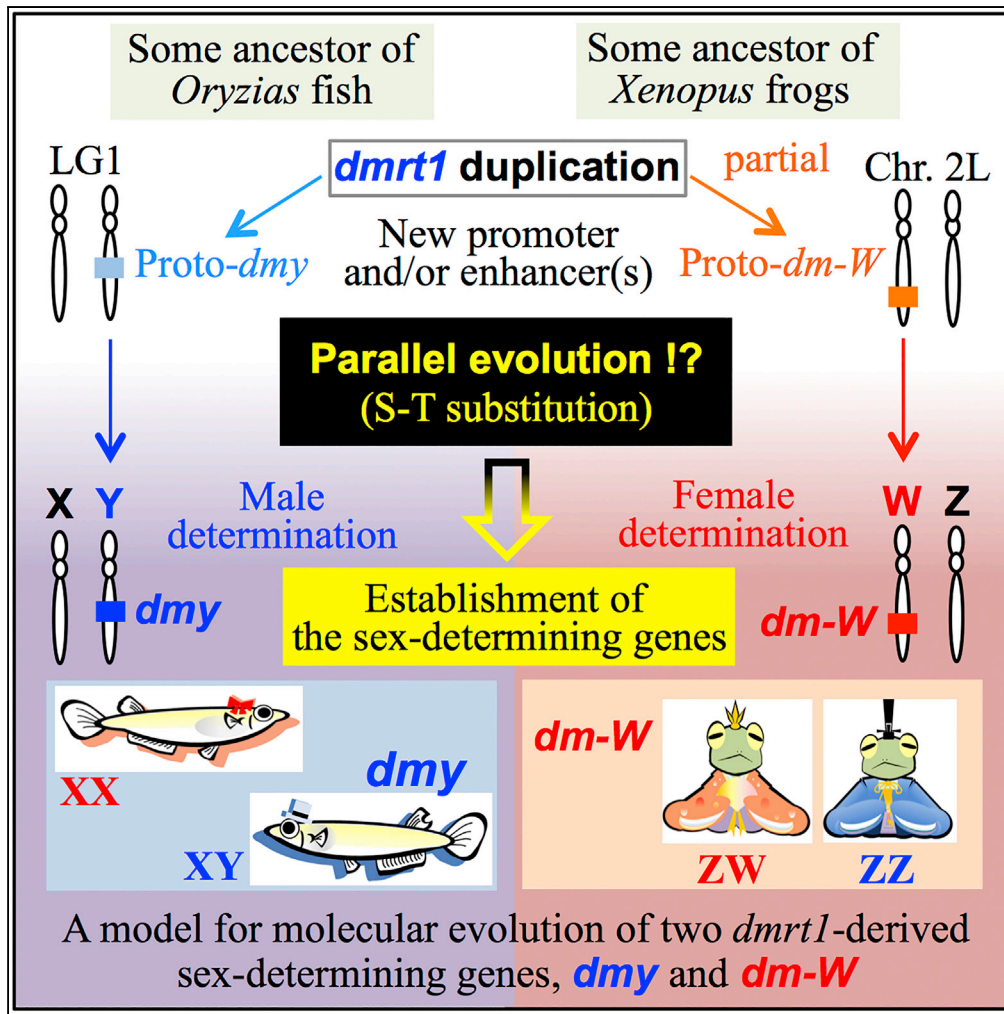 Some ancestor of
Oryzias fish
Some ancestor of
Xenopus frogs
LG1
dmrt1 duplication
partial
Chr. 2L
Proto-dmy
New promoter
and/or enhancer(s)
Proto-dm-W
Parallel evolution !?
(S-T substitution)
X Y
Male
determination
Female
determination
W Z
dmy
Establishment of
the sex-determining genes
dm-W
XX
dmy
XY
dm-W
ZW
ZZ
A model for molecular evolution of two dmrt1-derived
sex-determining genes, dmy and dm-W